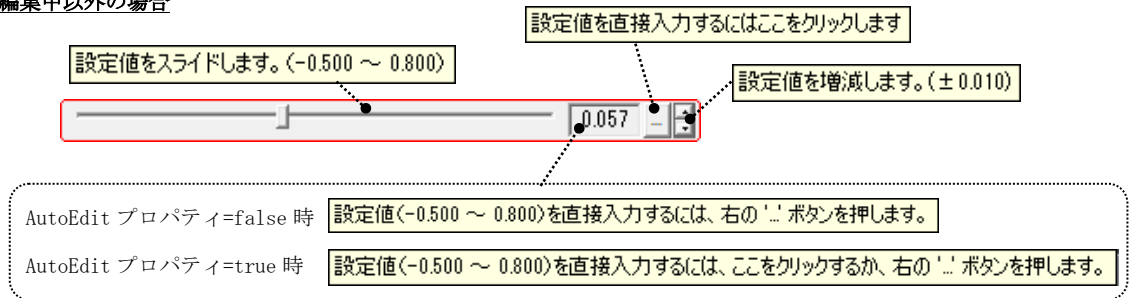 編集中以外の場合
設定値を直接入力するにはここをクリックします
設定値をスライドします。(-0.500 ～ 0.800)
設定値を増減します。(±0.010)
0.057
AutoEdit プロパティ=false 時 設定値(-0.500 ～ 0.800)を直接入力するには、右の '...' ボタンを押します。
AutoEdit プロパティ=true 時 設定値(-0.500 ～ 0.800)を直接入力するには、ここをクリックするか、右の '...' ボタンを押します。